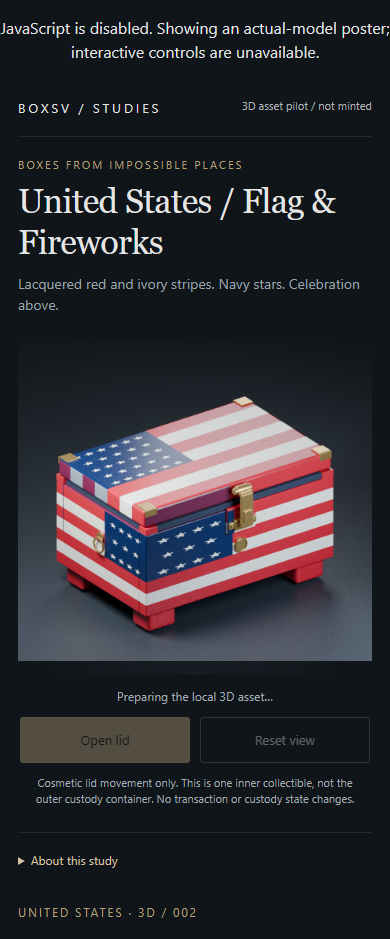 JavaScript is disabled. Showing an actual-model poster;
interactive controls are unavailable.
BOXSV / STUDIES
3D asset pilot / not minted
BOXES FROM IMPOSSIBLE PLACES
United States / Flag &
Fireworks
Lacquered red and ivory stripes. Navy stars. Celebration
above.
Preparing the local 3D asset...
Open lid
Reset view
Cosmetic lid movement only. This is one inner collectible, not the
outer custody container. No transaction or custody state changes.
About this study
UNITED STATES · 3D / 002